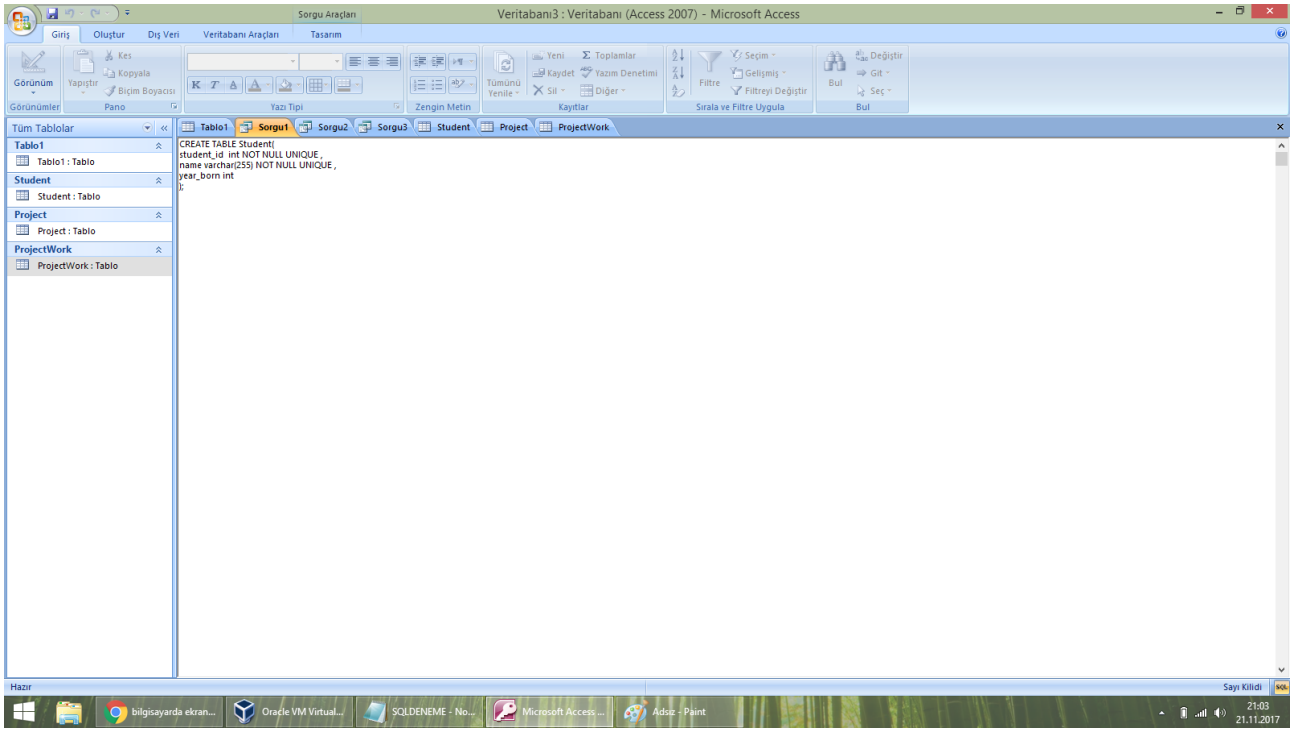 Sorgu Araçları
Veritabanı3 : Veritabanı (Access 2007) - Microsoft Access
Giriş Oluştur Dış Veri Veritabanı Araçları Tasarım
Görünüm
Görünümler
Yapıştır
Kes
Kopyala
Biçim Boyacısı
Pano
K T A
Yazı Tipi
Zengin Metin
Tümünü Yenile
Yeni
Kaydet
Sil
Σ Toplamlar
Yazım Denetimi
Diğer
Kayıtlar
Filtre
Seçim
Gelişmiş
Filtreyi Değiştir
Sırala ve Filtre Uygula
Bul
Değiştir
Git
Seç
Bul
Tüm Tablolar
Tablo1
Tablo1 : Tablo
Student
Student : Tablo
Project
Project : Tablo
ProjectWork
ProjectWork : Tablo
Tablo1 Sorgu1 Sorgu2 Sorgu3 Student Project ProjectWork
CREATE TABLE Student(
student_id int NOT NULL UNIQUE ,
name varchar(255) NOT NULL UNIQUE ,
year_born int
);
Hazır
Sayı Kilidi
SQL
bilgisayarda ekran...
Oracle VM Virtual...
SQLDENEME - No...
Microsoft Access ...
Adsız - Paint
21:03
21.11.2017